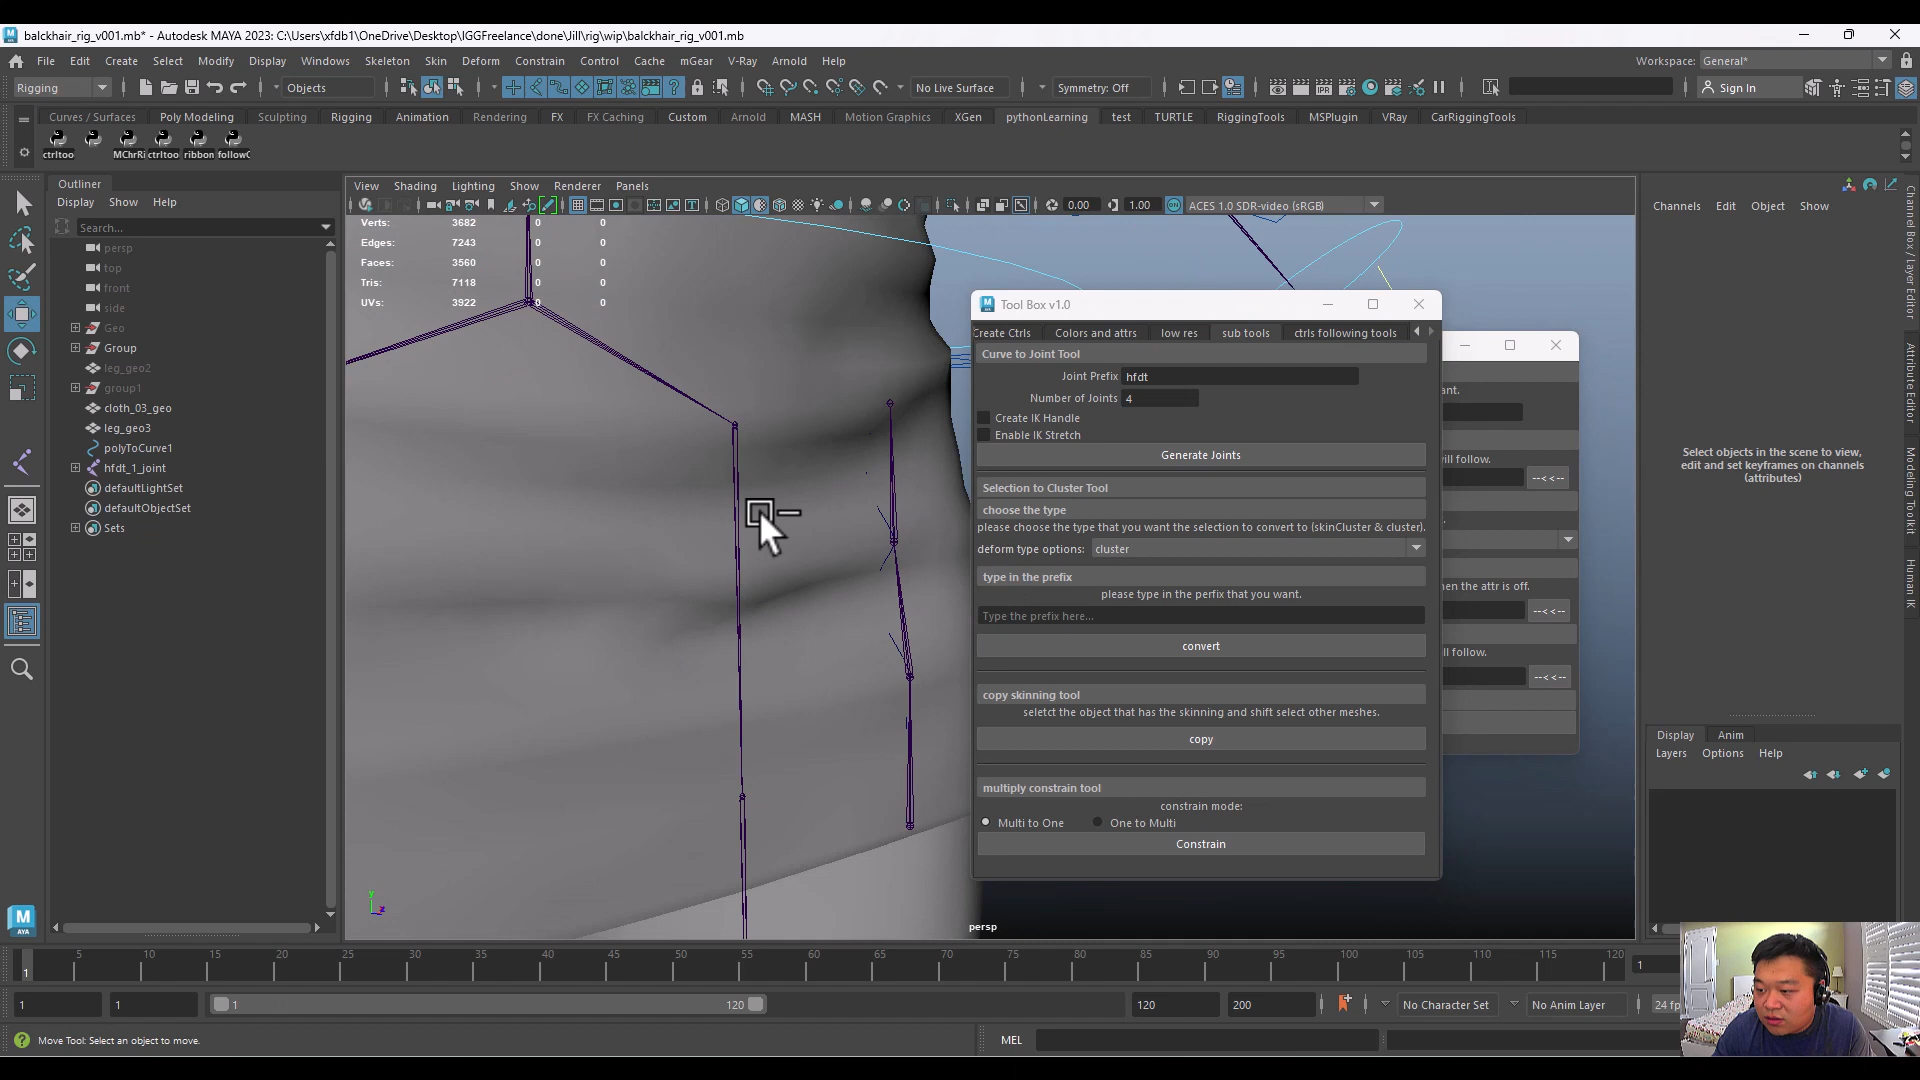 balckhair_rig_v001.mb* - Autodesk MAYA 2023: C:\Users\xfdb1\OneDrive\Desktop\IGGFreelance\done\Jill\rig\wip\balckhair_rig_v001.mb
File Edit Create Select Modify Display Windows Skeleton Skin Deform Constrain Control Cache mGear V-Ray Arnold Help
Workspace: General*
Rigging
Objects
No Live Surface
Symmetry: Off
Sign In
Curves / Surfaces Poly Modeling Sculpting Rigging Animation Rendering FX FX Caching Custom Arnold MASH Motion Graphics XGen pythonLearning test TURTLE RiggingTools MSPlugin VRay CarRiggingTools
ctrltoo MChrRi ctrltoo ribbon followC
Outliner
Display Show Help
Search...
persp
top
front
side
Geo
Group
leg_geo2
group1
cloth_03_geo
leg_geo3
polyToCurve1
hfdt_1_joint
defaultLightSet
defaultObjectSet
Sets
View Shading Lighting Show Renderer Panels
0.00
1.00
ACES 1.0 SDR-video (sRGB)
Verts: 3682 0 0
Edges: 7243 0 0
Faces: 3560 0 0
Tris: 7118 0 0
UVs: 3922 0 0
y
persp
Tool Box v1.0
Create Ctrls Colors and attrs low res sub tools ctrls following tools
Curve to Joint Tool
Joint Prefix hfdt
Number of Joints 4
Create IK Handle
Enable IK Stretch
Generate Joints
Selection to Cluster Tool
choose the type
please choose the type that you want the selection to convert to (skinCluster & cluster).
deform type options: cluster
type in the prefix
please type in the perfix that you want.
Type the prefix here...
convert
copy skinning tool
seletct the object that has the skinning and shift select other meshes.
copy
multiply constrain tool
constrain mode:
Multi to One One to Multi
Constrain
ant.
ill follow.
--<<--
hen the attr is off.
--<<--
ll follow.
--<<--
Channels Edit Object Show
Select objects in the scene to view,
edit and set keyframes on channels
(attributes)
Channel Box / Layer Editor
Attribute Editor
Modeling Toolkit
Human IK
Display Anim
Layers Options Help
5 10 15 20 25 30 35 40 45 50 55 60 65 70 75 80 85 90 95 100 105 110 115 120
1
1
1
1
1
120
120
200
No Character Set
No Anim Layer
24 fp
Move Tool: Select an object to move.
MEL
M
AYA